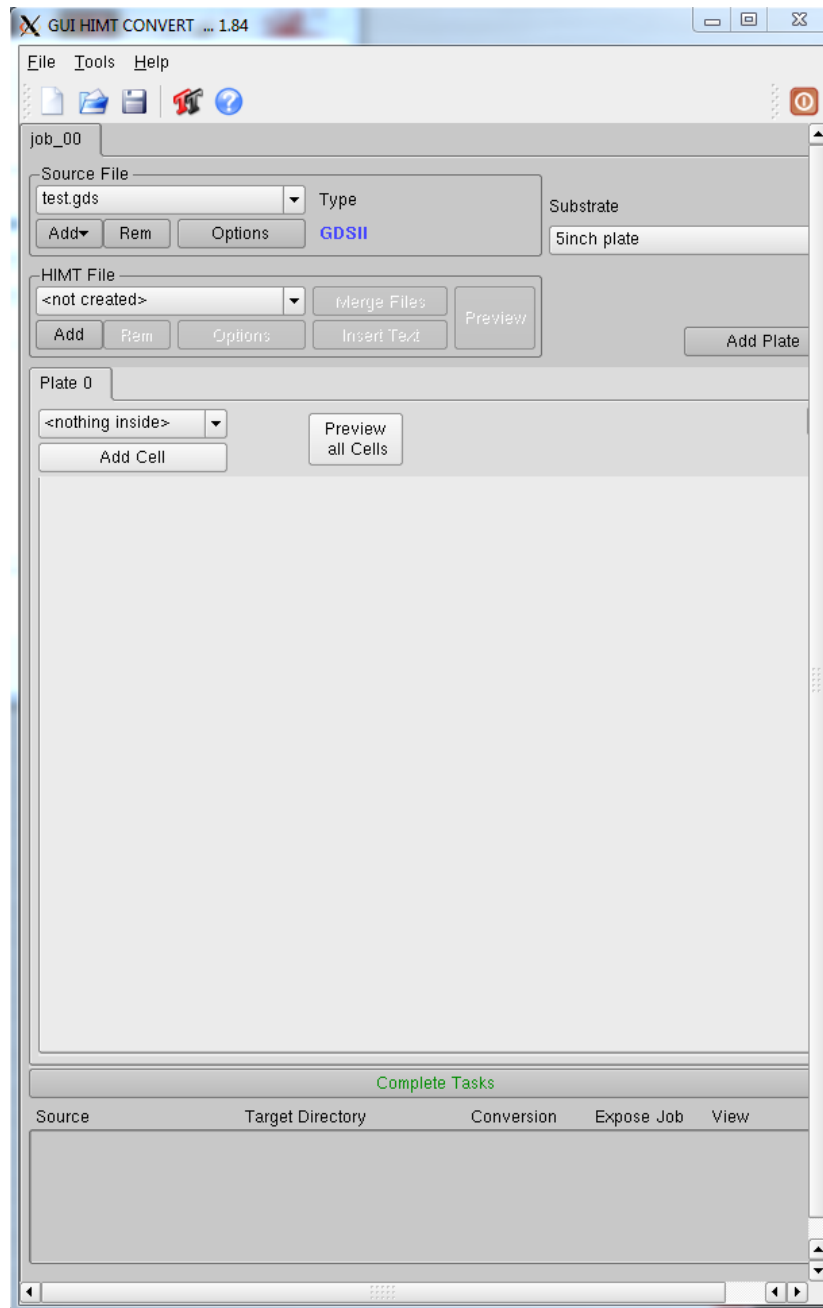 GUI HIMT CONVERT ... 1.84
File Tools Help
job_00
Source File
test.gds
Type
Substrate
Add Rem Options GDSII
5inch plate
HIMT File
<not created>
Merge Files
Preview
Add Rem Options Insert Text
Add Plate
Plate 0
<nothing inside>
Preview all Cells
Add Cell
Complete Tasks
Source Target Directory Conversion Expose Job View